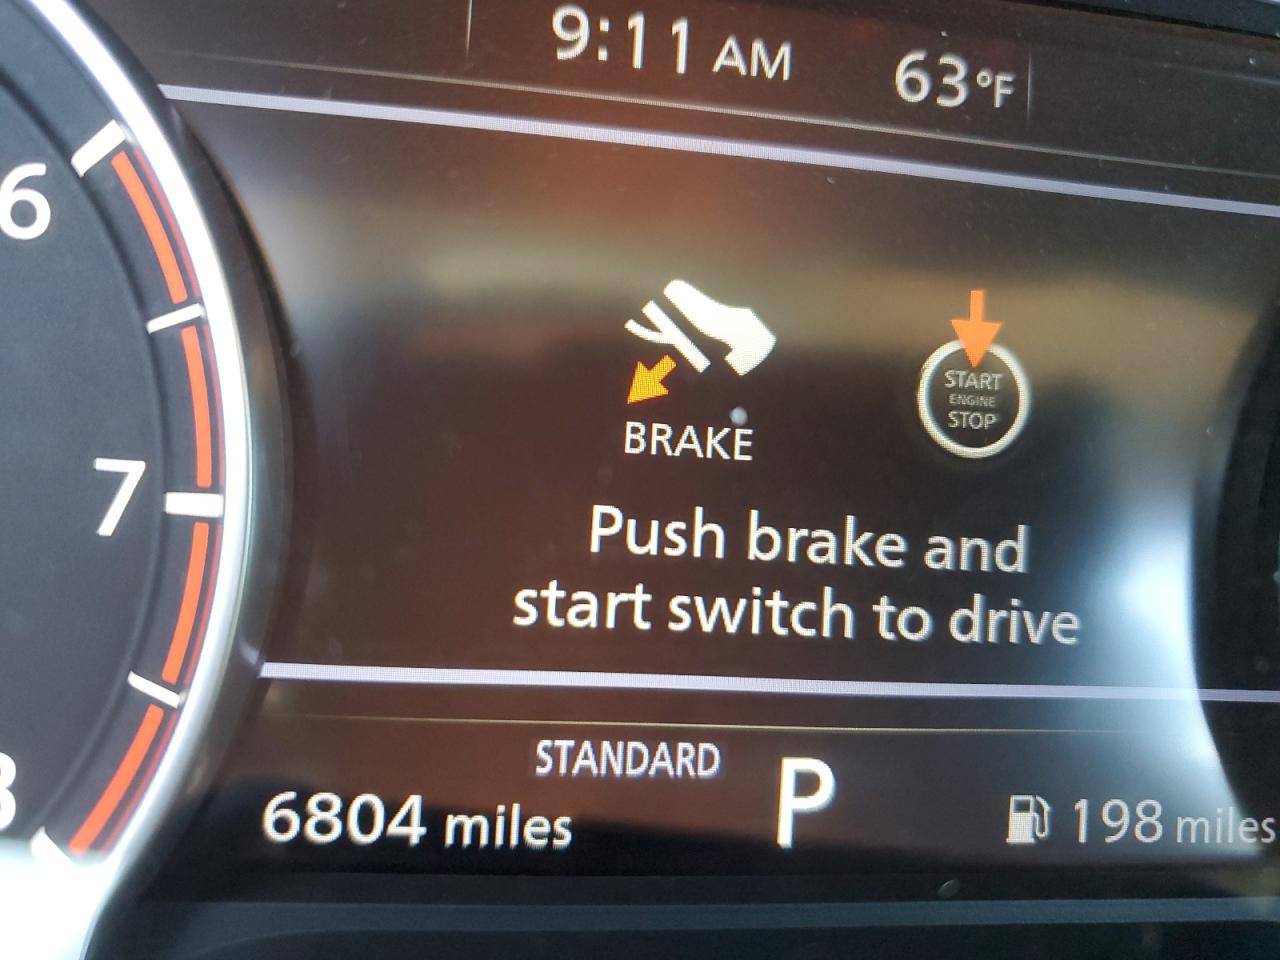 9:11 AM 63°F
6
START
ENGINE
STOP
BRAKE
7
Push brake and
start switch to drive
STANDARD
P
6804 miles
198 miles